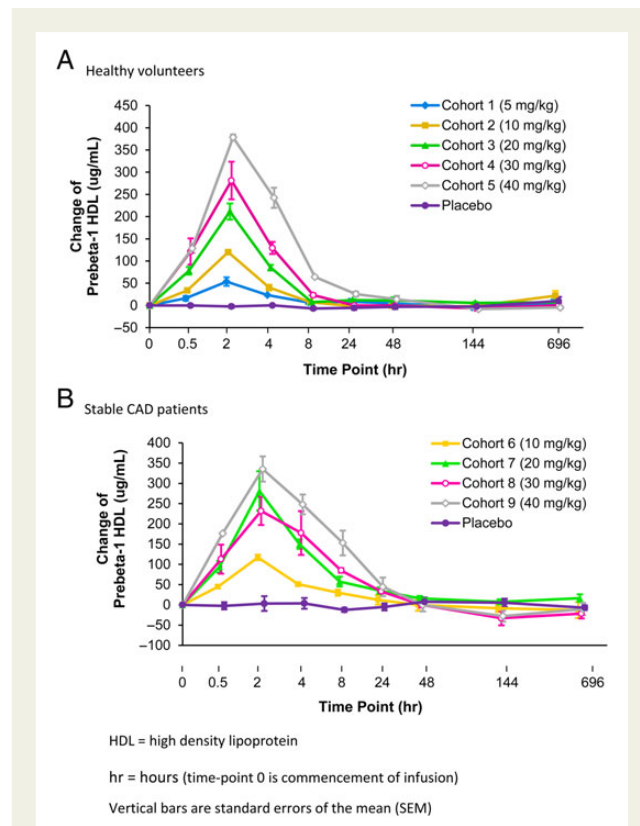 A Healthy volunteers
Change of
Prebeta-1 HDL (ug/mL)
450
400
350
300
250
200
150
100
50
0
–50
0 0.5 2 4 8 24 48 144 696
Time Point (hr)
Cohort 1 (5 mg/kg)
Cohort 2 (10 mg/kg)
Cohort 3 (20 mg/kg)
Cohort 4 (30 mg/kg)
Cohort 5 (40 mg/kg)
Placebo
B Stable CAD patients
Change of
Prebeta-1 HDL (ug/mL)
400
350
300
250
200
150
100
50
0
–50
–100
0 0.5 2 4 8 24 48 144 696
Time Point (hr)
Cohort 6 (10 mg/kg)
Cohort 7 (20 mg/kg)
Cohort 8 (30 mg/kg)
Cohort 9 (40 mg/kg)
Placebo
HDL = high density lipoprotein
hr = hours (time-point 0 is commencement of infusion)
Vertical bars are standard errors of the mean (SEM)